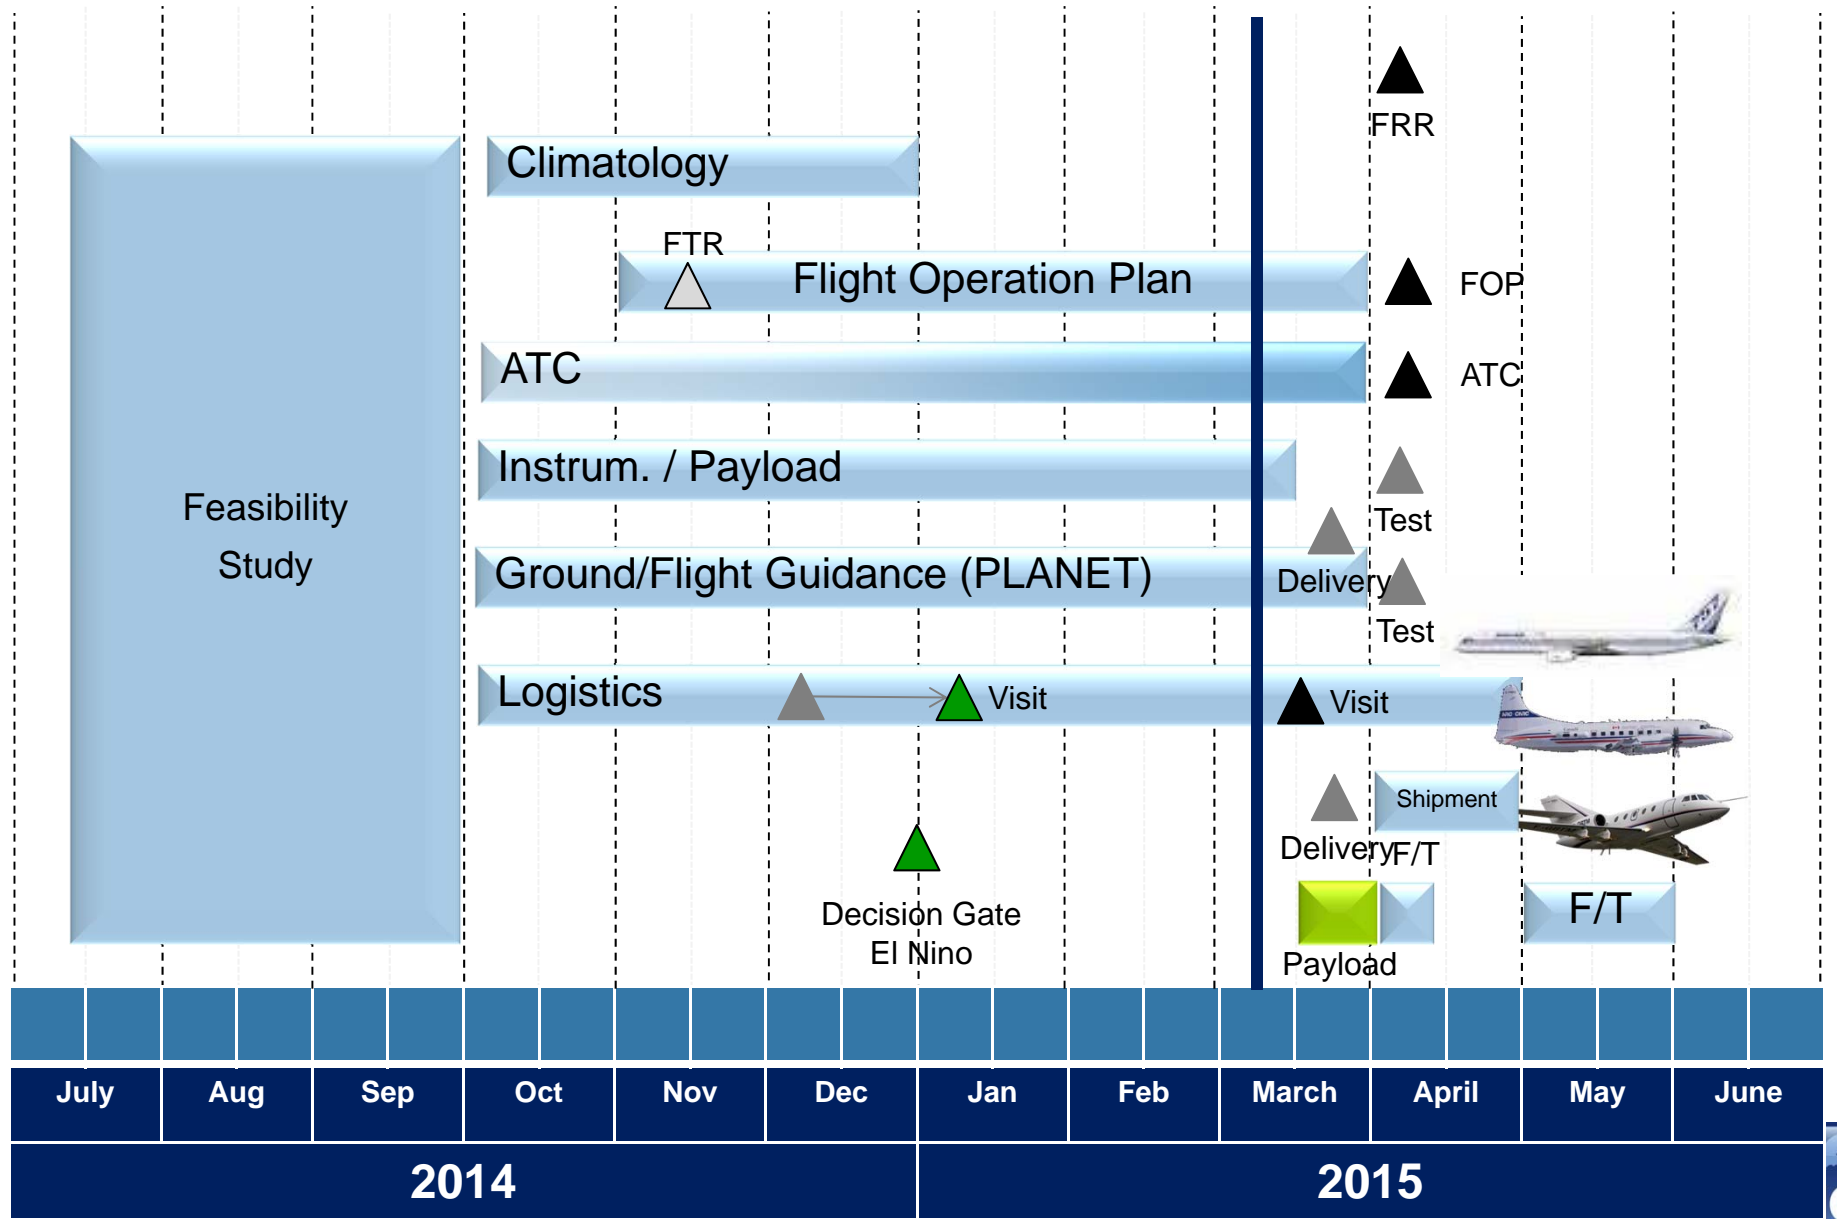 FRR
Climatology
FTR
Flight Operation Plan
FOP
ATC
ATC
Instrum. / Payload
Test
Feasibility
Study
Ground/Flight Guidance (PLANET)
Delivery
Test
Logistics
Visit
Visit
Shipment
Delivery
F/T
Decision Gate
El Nino
F/T
Payload
July
Aug
Sep
Oct
Nov
Dec
Jan
Feb
March
April
May
June
2014
2015